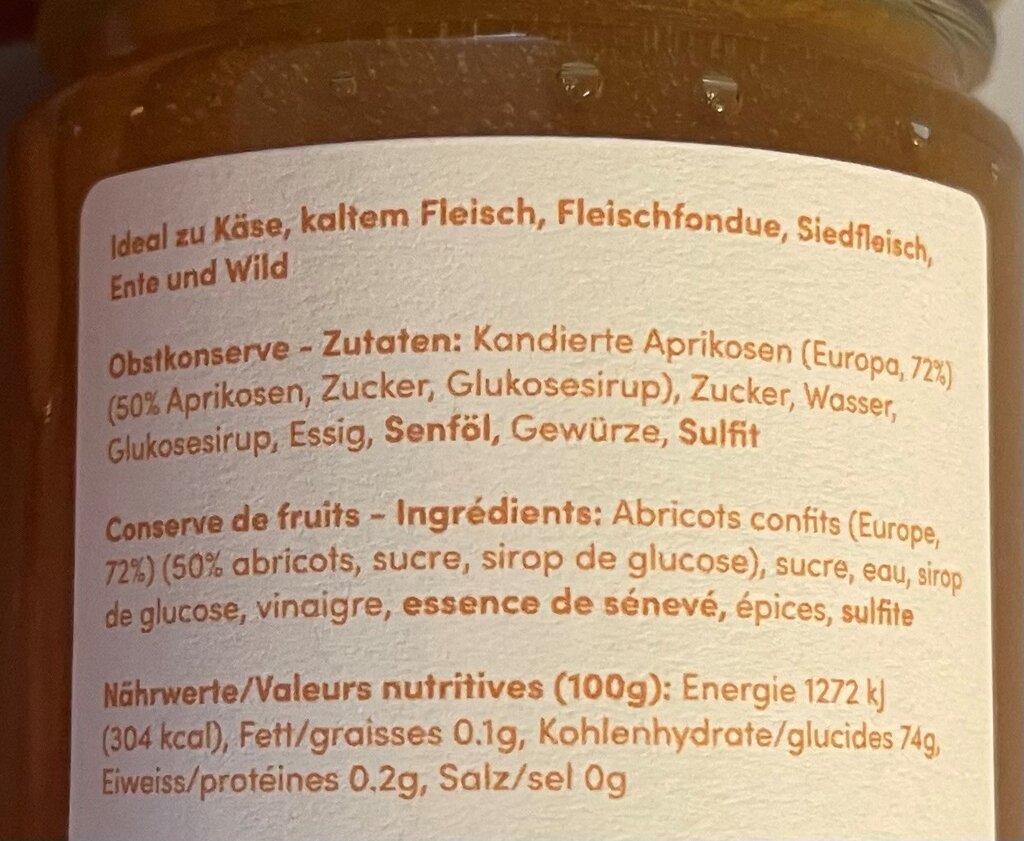 Ideal zu Käse, kaltem Fleisch, Fleischfondue, Siedfleisch,
Ente und Wild
Obstkonserve - Zutaten: Kandierte Aprikosen (Europa, 72%)
(50% Aprikosen, Zucker, Glukosesirup), Zucker, Wasser,
Glukosesirup, Essig, Senföl, Gewürze, Sulfit
Conserve de fruits - Ingrédients: Abricots confits (Europe,
72%) (50% abricots, sucre, sirop de glucose), sucre, eau, sirop
de glucose, vinaigre, essence de sénevé, épices, sulfite
Nährwerte/Valeurs nutritives (100g): Energie 1272 kJ
(304 kcal), Fett/graisses 0.1g, Kohlenhydrate/glucides 74g,
Eiweiss/protéines 0.2g, Salz/sel 0g